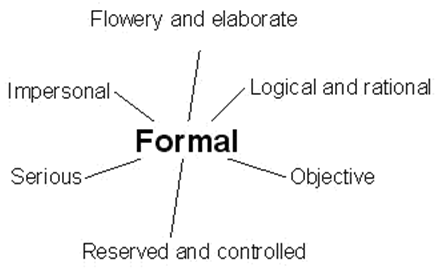 Flowery and elaborate
Impersonal
Logical and rational
Formal
Serious
Objective
Reserved and controlled